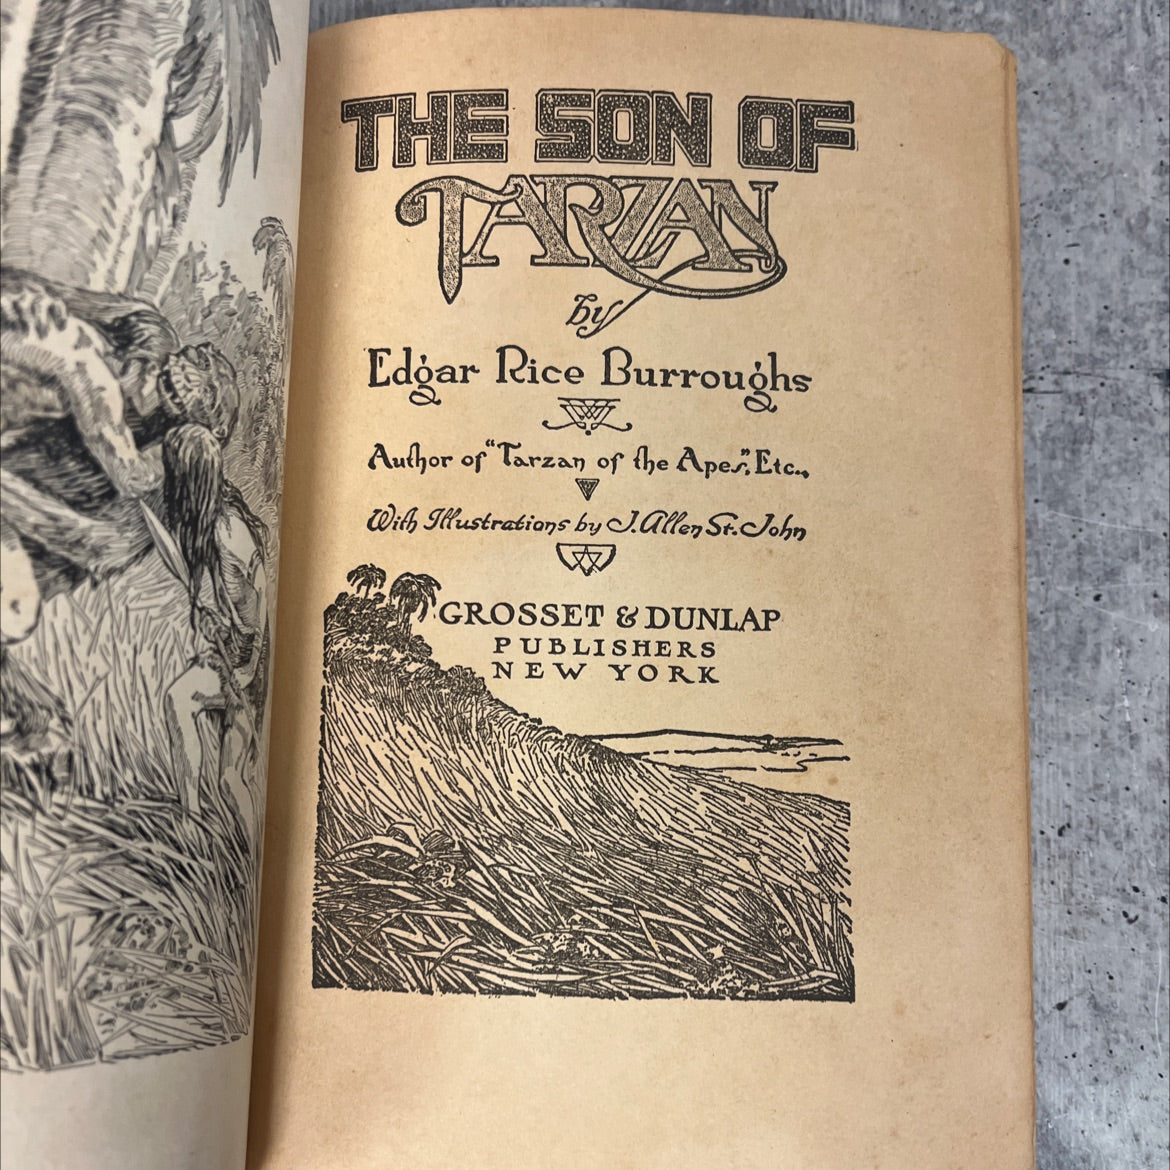 THE SON OF
TARZAN
by
Edgar Rice Burroughs
Author of "Tarzan of the Apes", Etc.,
With Illustrations by J. Allen St. John
GROSSET & DUNLAP
PUBLISHERS
NEW YORK